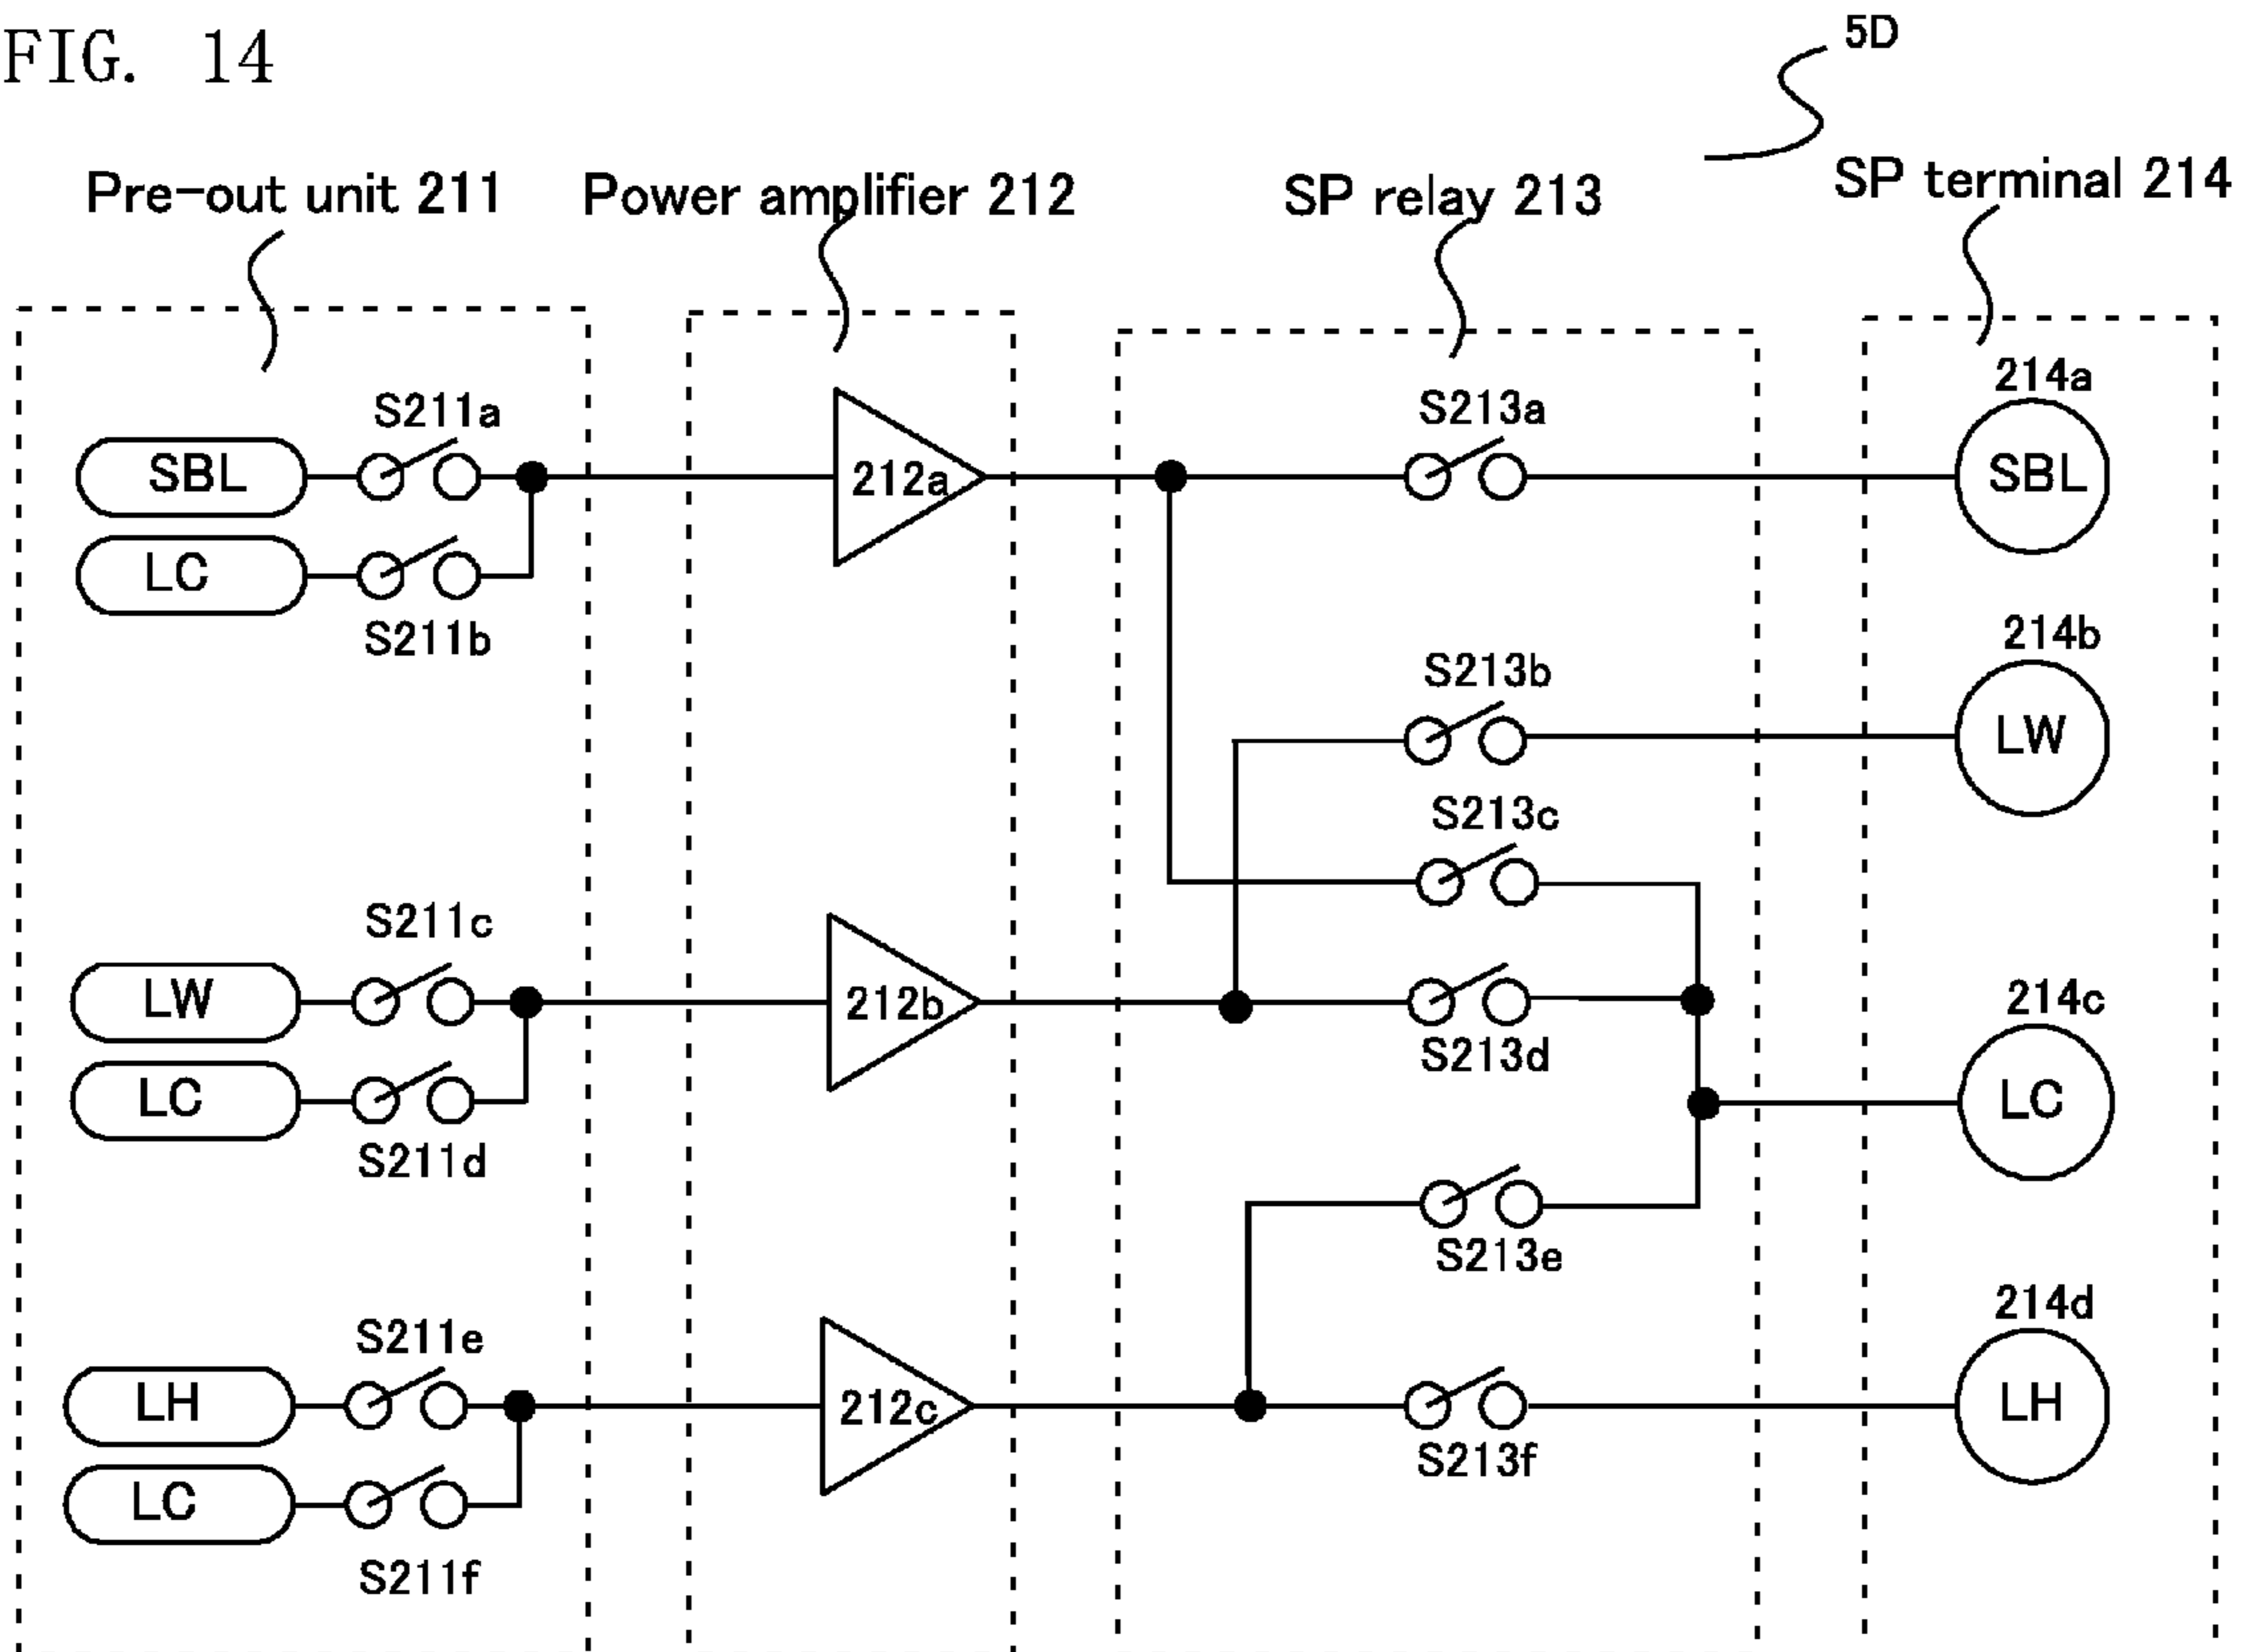 FIG. 14
5D
Pre-out unit 211
Power amplifier 212
SP relay 213
SP terminal 214
S211a
SBL
LC
S211b
212a
S213a
214a
SBL
S213b
214b
LW
S213c
S211c
LW
LC
S211d
212b
S213d
214c
LC
S213e
S211e
LH
LC
S211f
212c
S213f
214d
LH